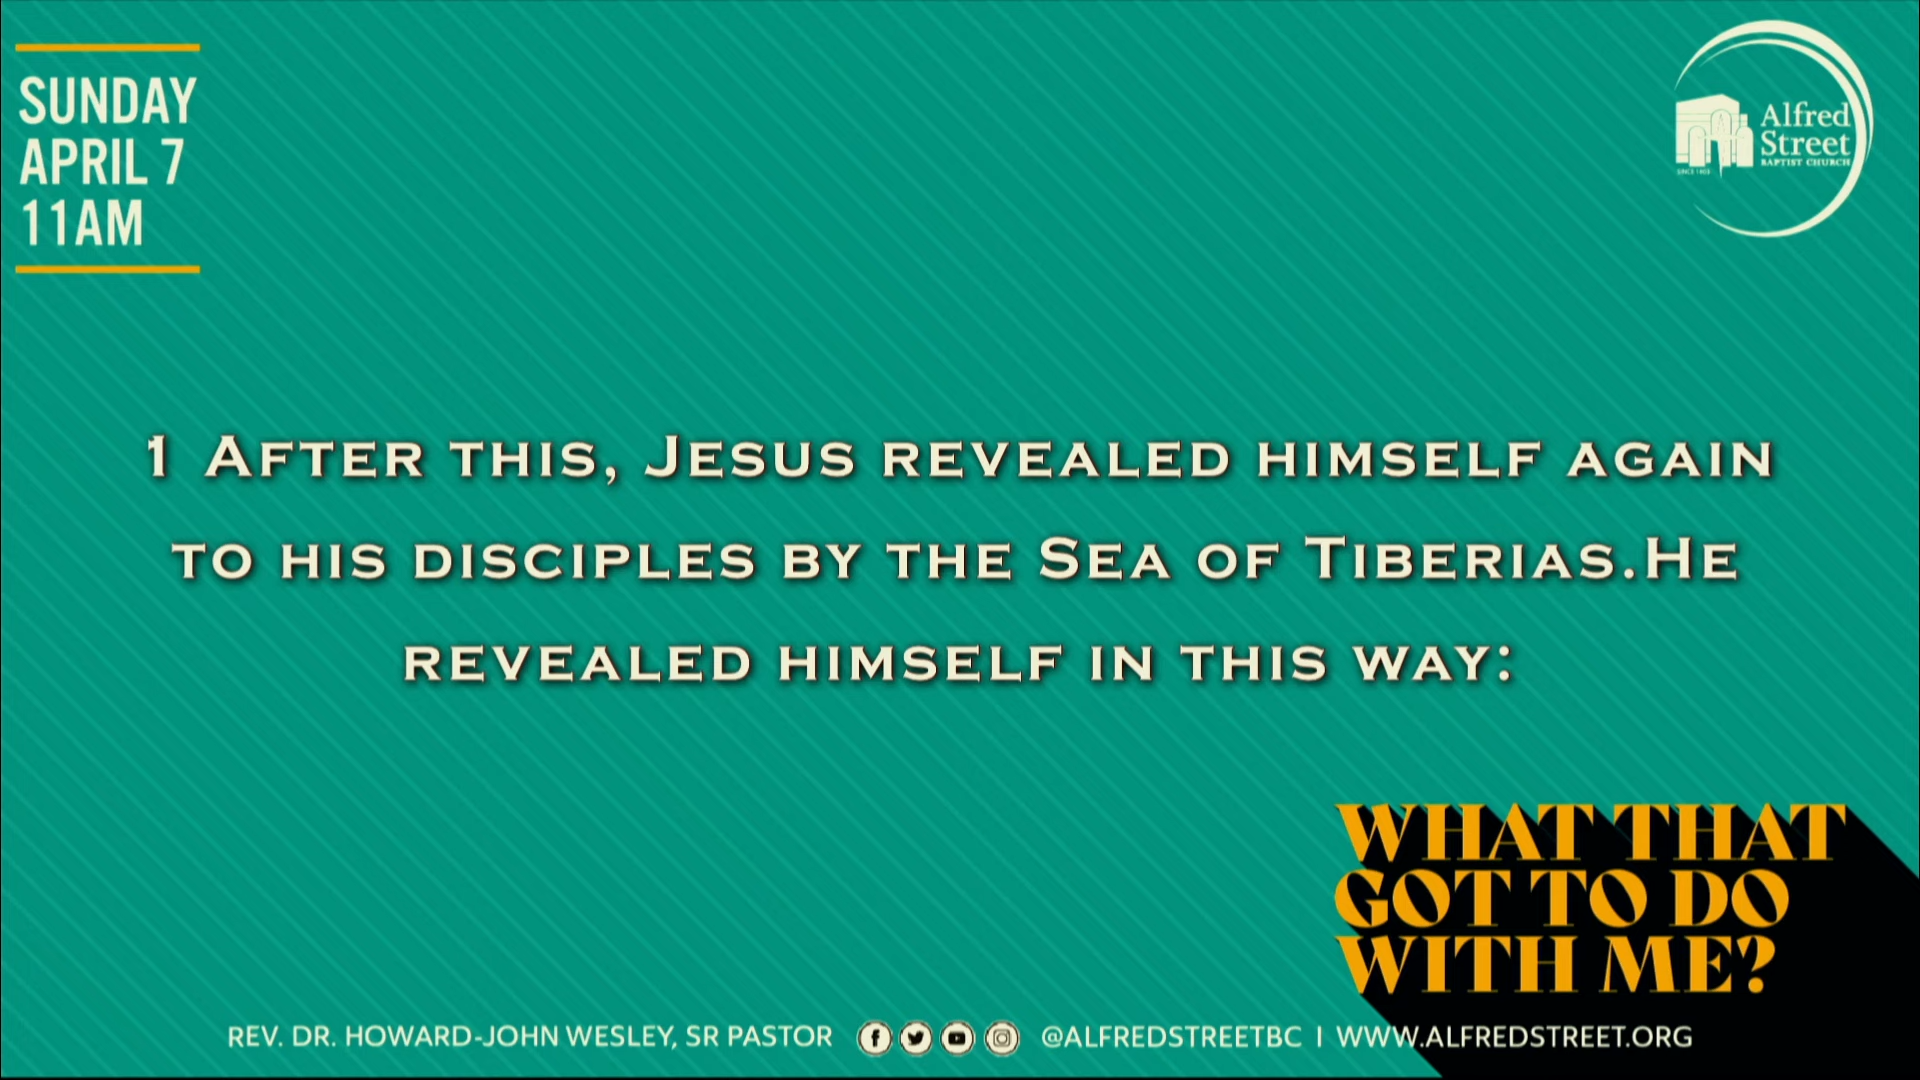 SUNDAY
APRIL 7
11AM
Alfred
Street
BAPTIST CHURCH
SINCE 1803
1 After this, Jesus revealed himself again
to his disciples by the Sea of Tiberias.He
revealed himself in this way:
WHAT THAT
GOT TO DO
WITH ME?
REV. DR. HOWARD-JOHN WESLEY, SR PASTOR @ALFREDSTREETBC | WWW.ALFREDSTREET.ORG